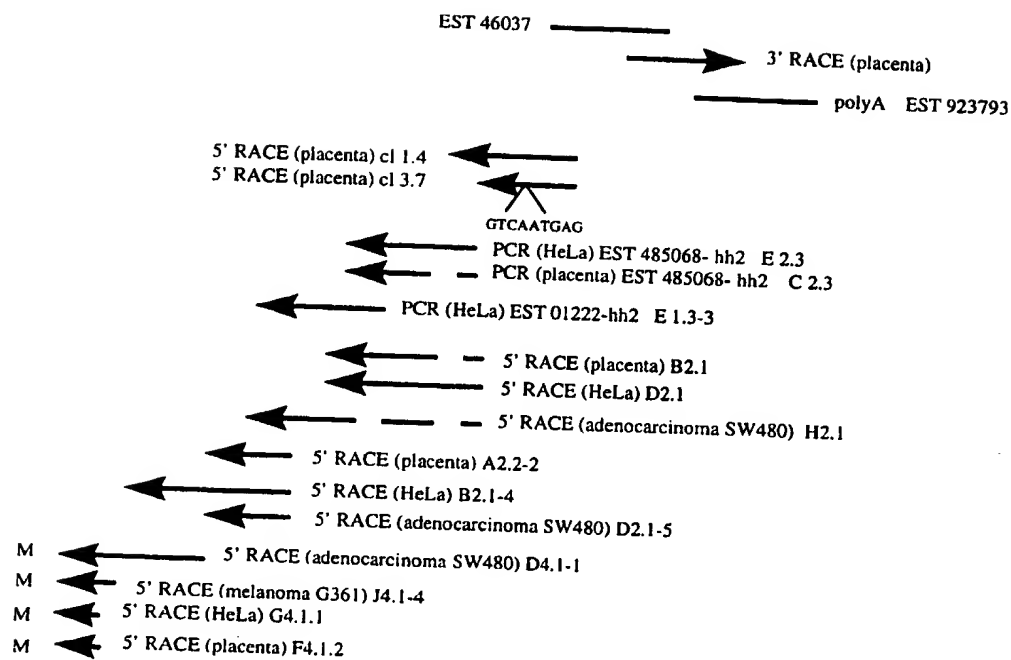 EST 46037
3' RACE (placenta)
polyA EST 923793
5' RACE (placenta) cl 1.4
5' RACE (placenta) cl 3.7
GTCAATGAG
PCR (HeLa) EST 485068- hh2 E 2.3
PCR (placenta) EST 485068- hh2 C 2.3
PCR (HeLa) EST 01222-hh2 E 1.3-3
5' RACE (placenta) B2.1
5' RACE (HeLa) D2.1
5' RACE (adenocarcinoma SW480) H2.1
5' RACE (placenta) A2.2-2
5' RACE (HeLa) B2.1-4
5' RACE (adenocarcinoma SW480) D2.1-5
M 5' RACE (adenocarcinoma SW480) D4.1-1
M 5' RACE (melanoma G361) J4.1-4
M 5' RACE (HeLa) G4.1.1
M 5' RACE (placenta) F4.1.2